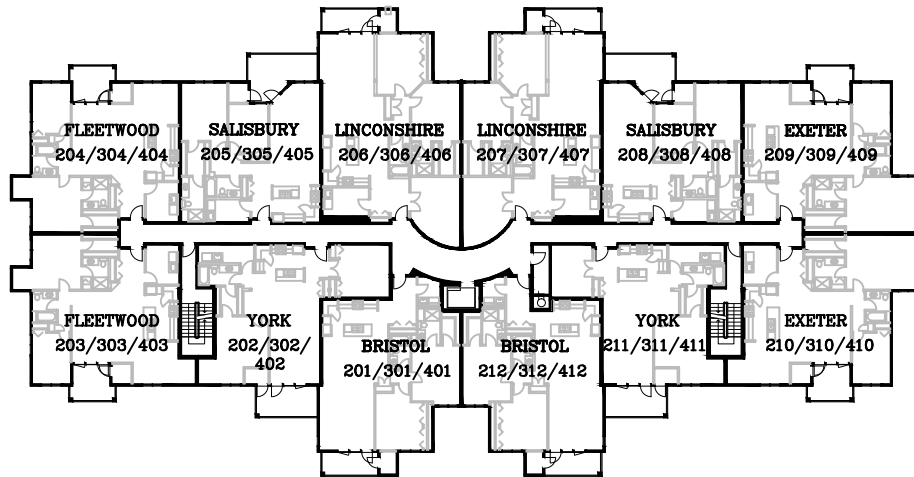 FLEETWOOD
204/304/404
SALISBURY
205/305/405
LINCONSHIRE
206/306/406
LINCONSHIRE
207/307/407
SALISBURY
208/308/408
EXETER
209/309/409
FLEETWOOD
203/303/403
YORK
202/302/
402
BRISTOL
201/301/401
BRISTOL
212/312/412
YORK
211/311/411
EXETER
210/310/410